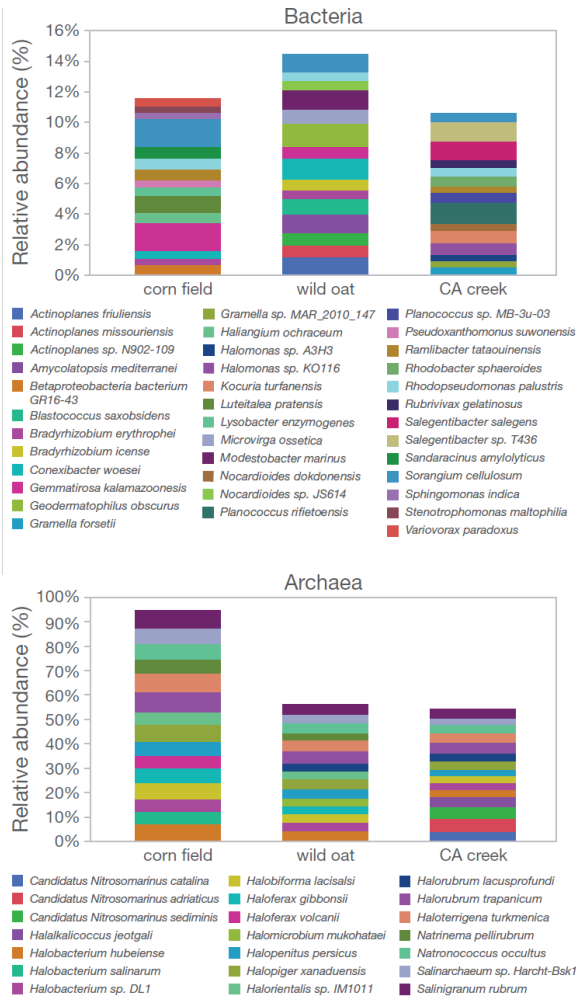 Bacteria
Relative abundance (%)
16%
14%
12%
10%
8%
6%
4%
2%
0%
corn field
wild oat
CA creek
Actinoplanes friuliensis
Actinoplanes missouriensis
Actinoplanes sp. N902-109
Amycolatopsis mediterranei
Betaproteobacteria bacterium
GR16-43
Blastococcus saxobsidens
Bradyrhizobium erythrophei
Bradyrhizobium icense
Conexibacter woesei
Gemmatirosa kalamazoonesis
Geodermatophilus obscurus
Gramella forsetii
Gramella sp. MAR_2010_147
Haliangium ochraceum
Halomonas sp. A3H3
Halomonas sp. KO116
Kocuria turfanensis
Luteitalea pratensis
Lysobacter enzymogenes
Microvirga ossetica
Modestobacter marinus
Nocardioides dokdonensis
Nocardioides sp. JS614
Planococcus rifietoensis
Planococcus sp. MB-3u-03
Pseudoxanthomonus suwonensis
Ramlibacter tataouinensis
Rhodobacter sphaeroides
Rhodopseudomonas palustris
Rubrivivax gelatinosus
Salegentibacter salegens
Salegentibacter sp. T436
Sandaracinus amylolyticus
Sorangium cellulosum
Sphingomonas indica
Stenotrophomonas maltophilia
Variovorax paradoxus
Archaea
Relative abundance (%)
100%
90%
80%
70%
60%
50%
40%
30%
20%
10%
0%
corn field
wild oat
CA creek
Candidatus Nitrosomarinus catalina
Candidatus Nitrosomarinus adriaticus
Candidatus Nitrosomarinus sediminis
Halalkalicoccus jeotgali
Halobacterium hubeiense
Halobacterium salinarum
Halobacterium sp. DL1
Halobiforma lacisalsi
Haloferax gibbonsii
Haloferax volcanii
Halomicrobium mukohataei
Halopenitus persicus
Halopiger xanaduensis
Halorientalis sp. IM1011
Halorubrum lacusprofundi
Halorubrum trapanicum
Haloterrigena turkmenica
Natrinema pellirubrum
Natronococcus occultus
Salinarchaeum sp. Harcht-Bsk1
Salinigranum rubrum